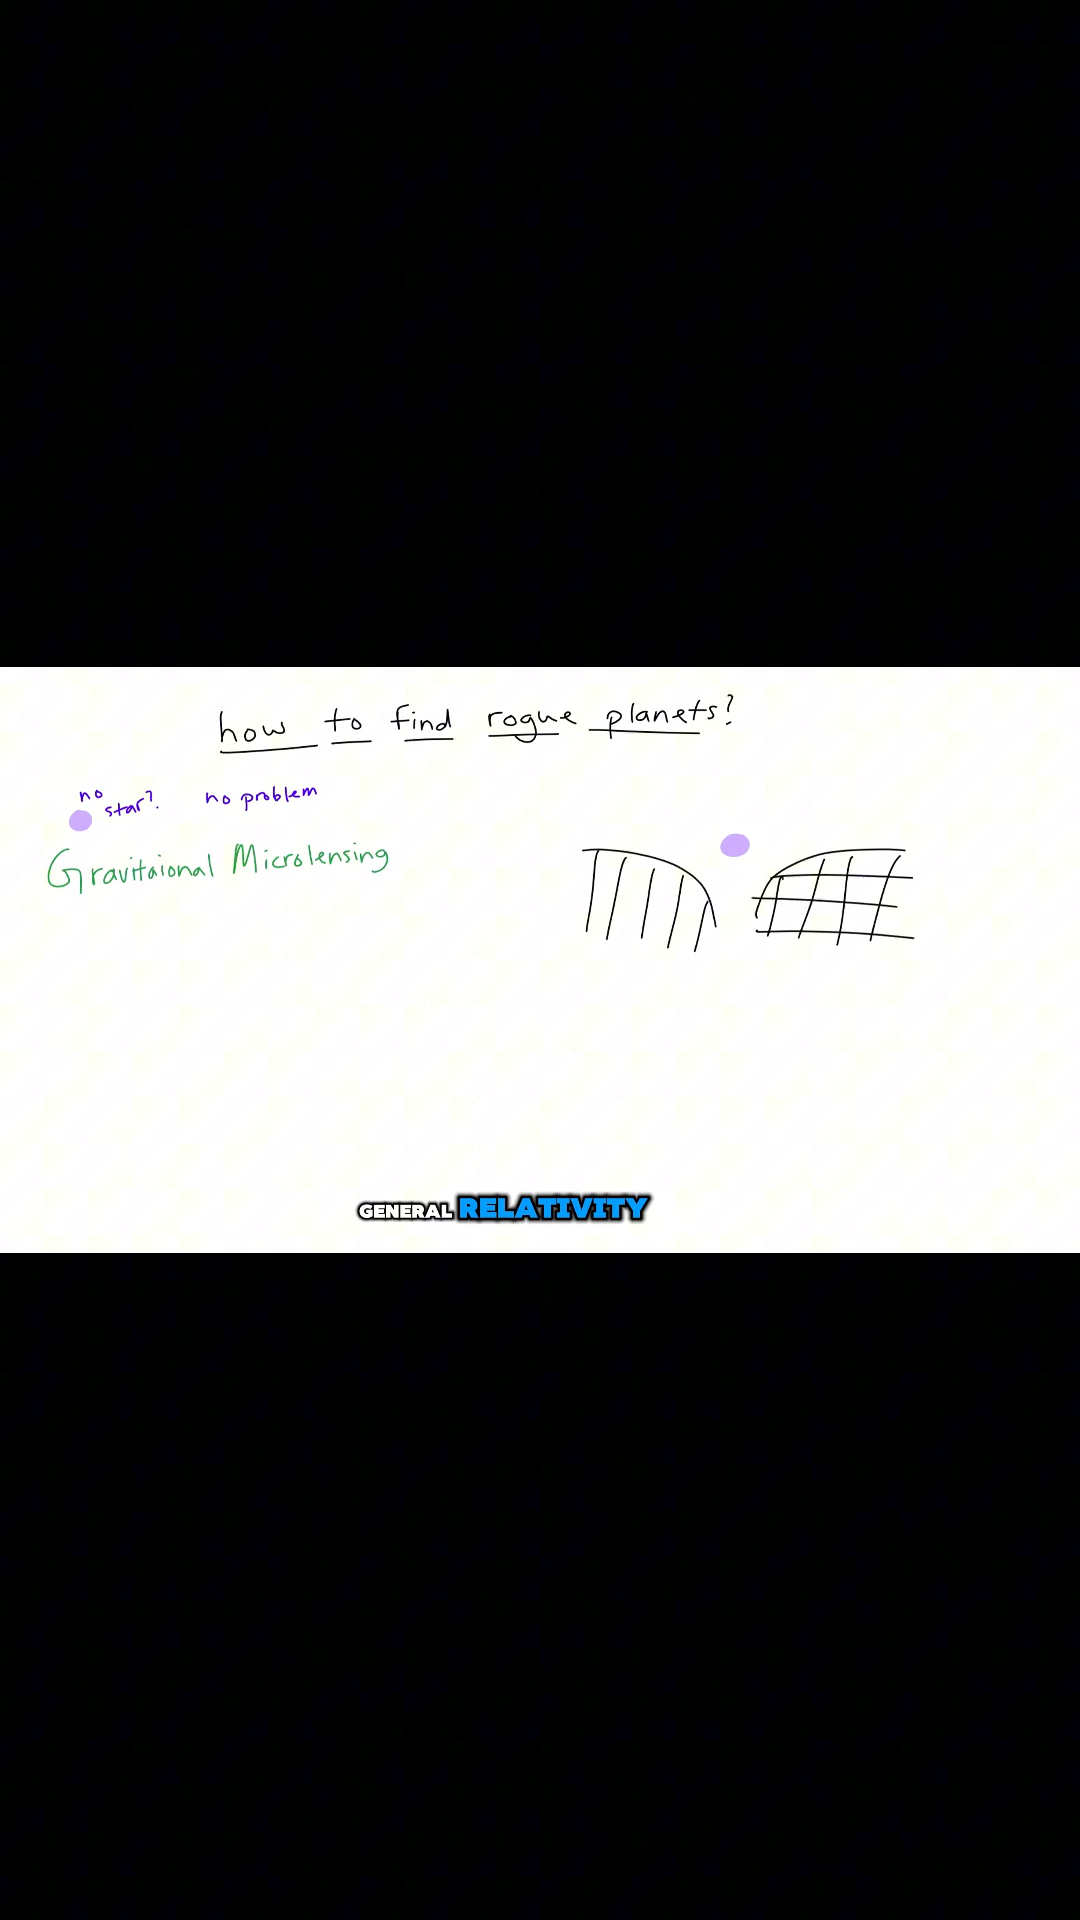 how to find rogue planets?
no star? no problem
Gravitaional Microlensing
GENERAL RELATIVITY